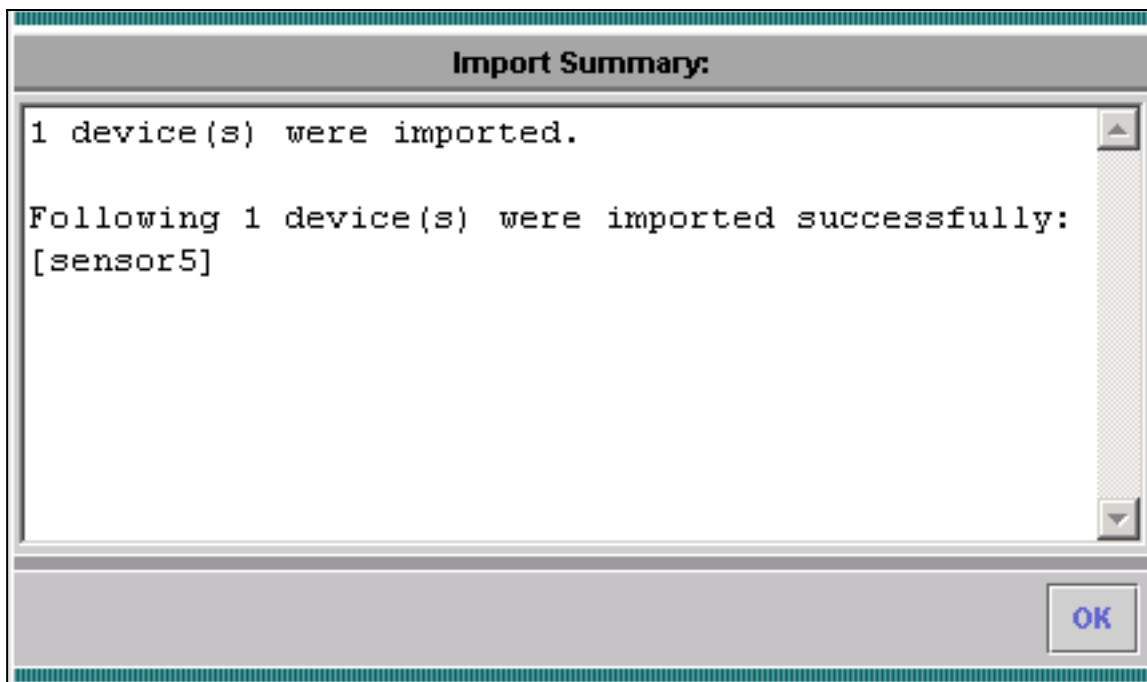 Import Summary:
1 device(s) were imported.
Following 1 device(s) were imported successfully:
[sensor5]
OK